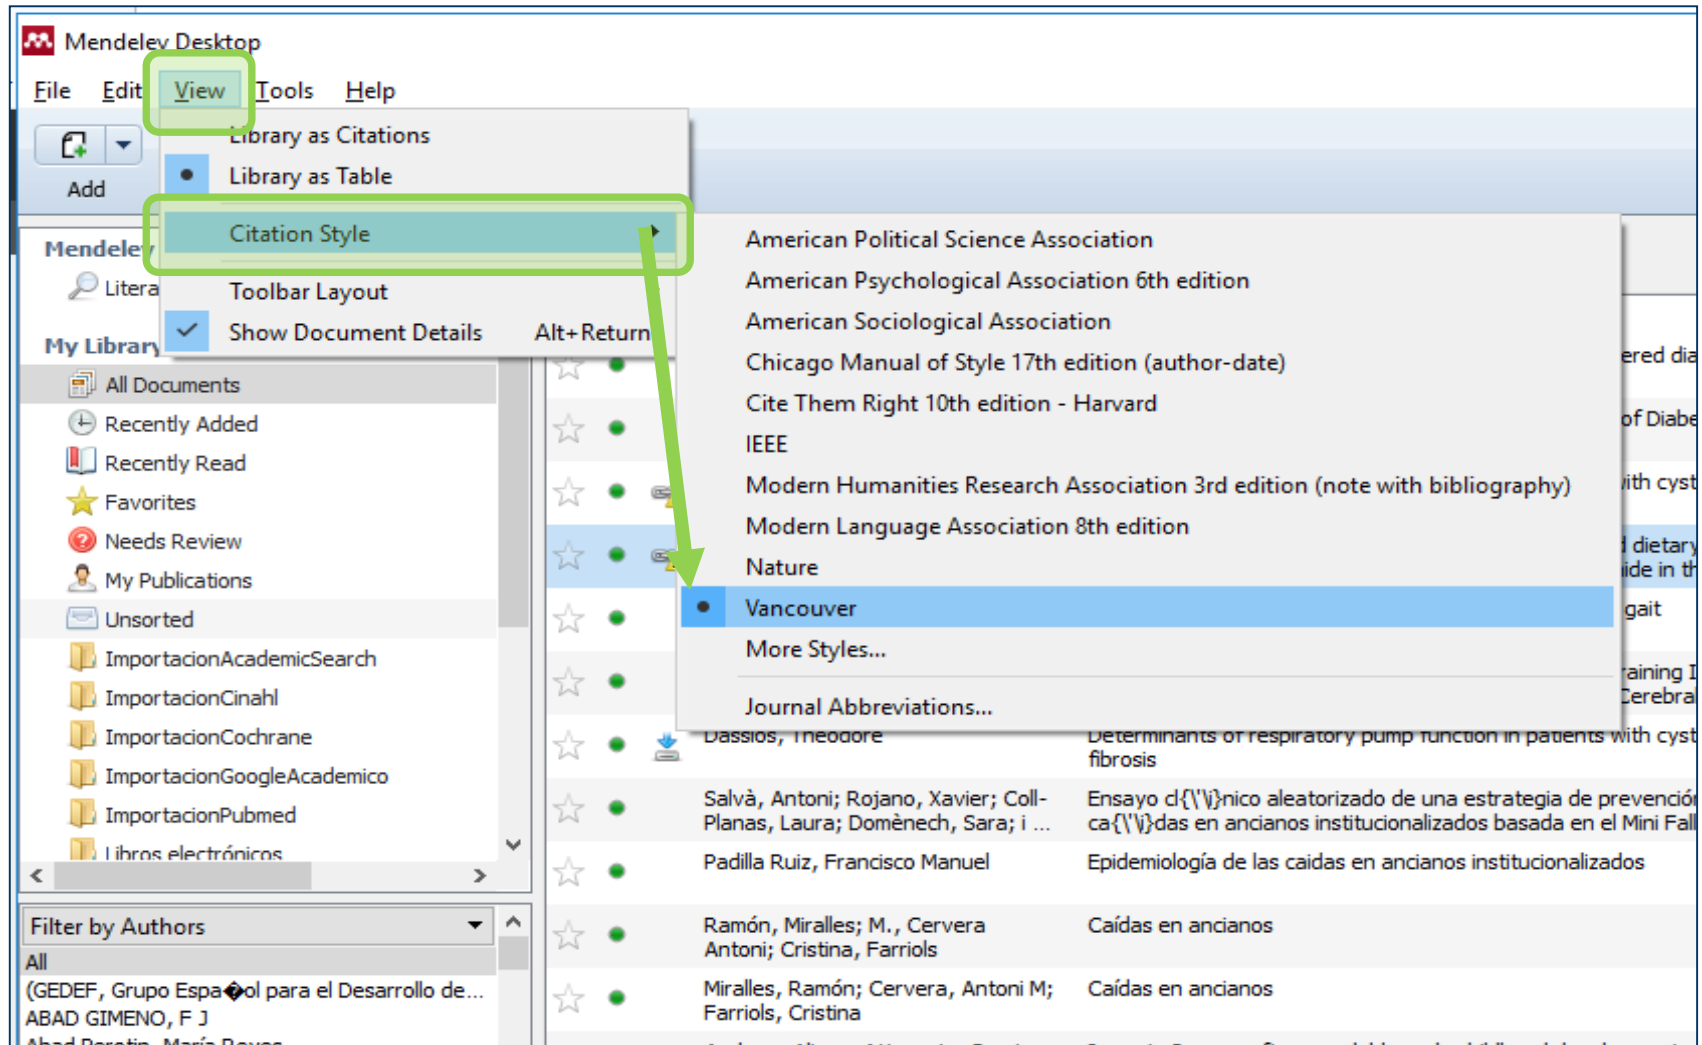 Mendeley Desktop
File Edit View Tools Help
Add
Library as Citations
Library as Table
Citation Style
Toolbar Layout
Show Document Details Alt+Return
American Political Science Association
American Psychological Association 6th edition
American Sociological Association
Chicago Manual of Style 17th edition (author-date)
Cite Them Right 10th edition - Harvard
IEEE
Modern Humanities Research Association 3rd edition (note with bibliography)
Modern Language Association 8th edition
Nature
Vancouver
More Styles...
Journal Abbreviations...
Mendeley
My Library
All Documents
Recently Added
Recently Read
Favorites
Needs Review
My Publications
Unsorted
ImportacionAcademicSearch
ImportacionCinahl
ImportacionCochrane
ImportacionGoogleAcademico
ImportacionPubmed
Libros electrónicos
Filter by Authors
All
(GEDEF, Grupo Espa�ol para el Desarrollo de...
ABAD GIMENO, F J
of
with cyst
dietary
in
gait
Dassios, Theodore
Determinants of respiratory pump function in patients with cyst
fibrosis
Salvà, Antoni; Rojano, Xavier; Coll-
Planas, Laura; Domènech, Sara; i ...
Ensayo cl{\'\i}nico aleatorizado de una estrategia de prevención
ca{\'\i}das en ancianos institucionalizados basada en el Mini Fall
Padilla Ruiz, Francisco Manuel
Epidemiología de las caidas en ancianos institucionalizados
Ramón, Miralles; M., Cervera
Antoni; Cristina, Farriols
Caídas en ancianos
Miralles, Ramón; Cervera, Antoni M;
Farriols, Cristina
Caídas en ancianos